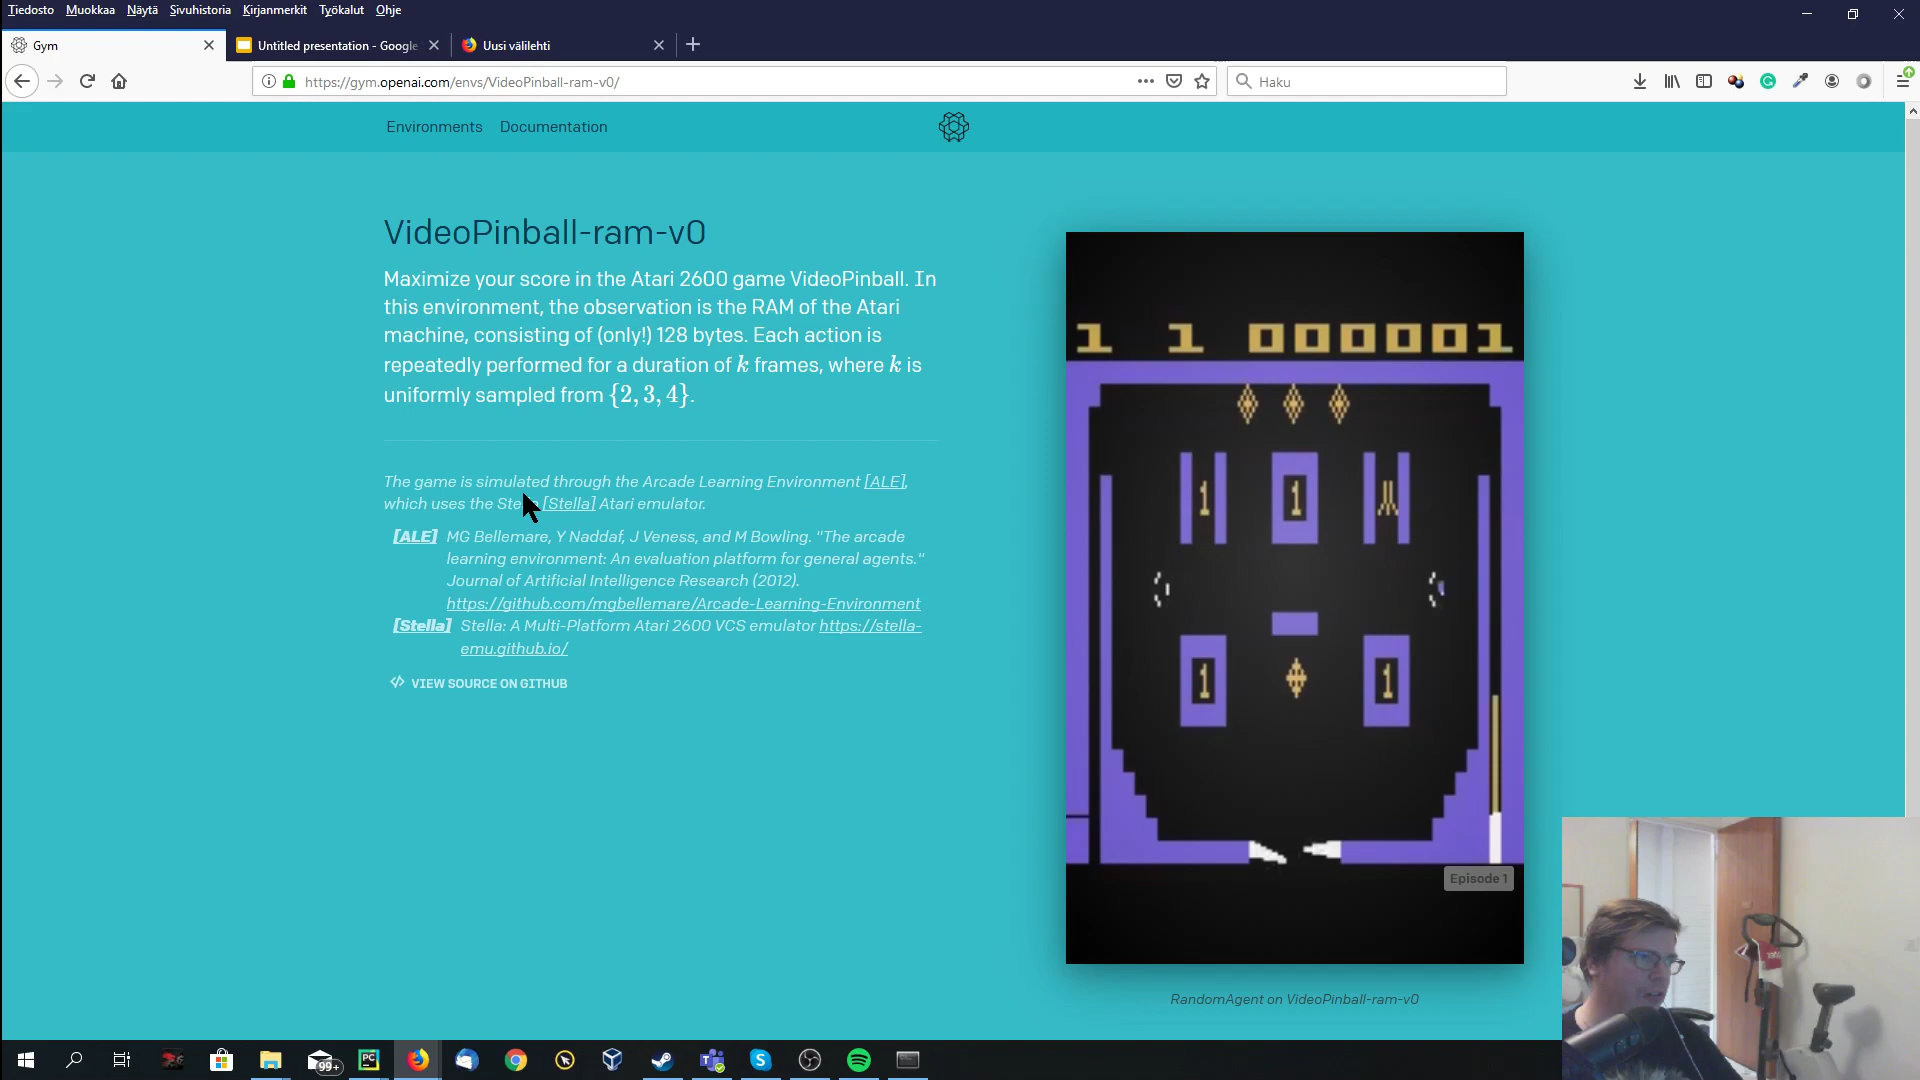 Tiedosto Muokkaa Näytä Sivuhistoria Kirjanmerkit Työkalut Ohje
Gym
Untitled presentation - Google
Uusi välilehti
https://gym.openai.com/envs/VideoPinball-ram-v0/
Haku
Environments Documentation
VideoPinball-ram-v0
Maximize your score in the Atari 2600 game VideoPinball. In
this environment, the observation is the RAM of the Atari
machine, consisting of (only!) 128 bytes. Each action is
repeatedly performed for a duration of k frames, where k is
uniformly sampled from {2, 3, 4}.
The game is simulated through the Arcade Learning Environment [ALE],
which uses the Stella [Stella] Atari emulator.
[ALE] MG Bellemare, Y Naddaf, J Veness, and M Bowling. "The arcade
learning environment: An evaluation platform for general agents."
Journal of Artificial Intelligence Research (2012).
https://github.com/mgbellemare/Arcade-Learning-Environment
[Stella] Stella: A Multi-Platform Atari 2600 VCS emulator https://stella-
emu.github.io/
VIEW SOURCE ON GITHUB
1 1 000001
1 1
1 1
Episode 1
RandomAgent on VideoPinball-ram-v0
99+
PC